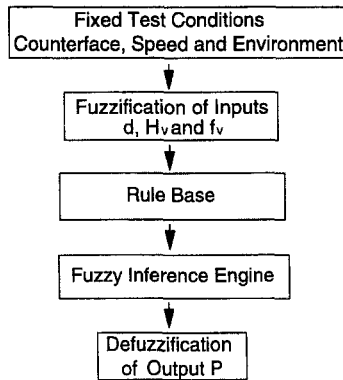 Fixed Test Conditions
Counterface, Speed and Environment
Fuzzification of Inputs
d, Hv and fv
Rule Base
Fuzzy Inference Engine
Defuzzification
of Output P